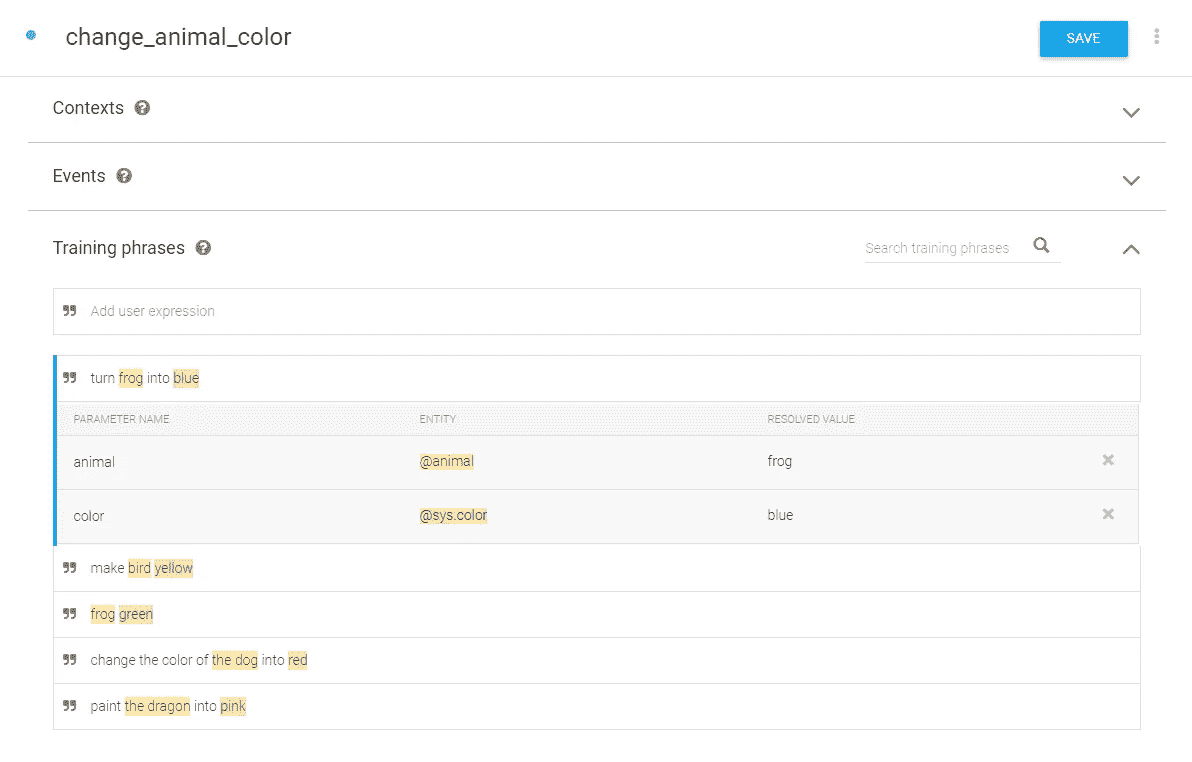 change_animal_color
SAVE
Contexts
Events
Training phrases
Search training phrases
Add user expression
turn frog into blue
PARAMETER NAME ENTITY RESOLVED VALUE
animal @animal frog
color @sys.color blue
make bird yellow
frog green
change the color of the dog into red
paint the dragon into pink